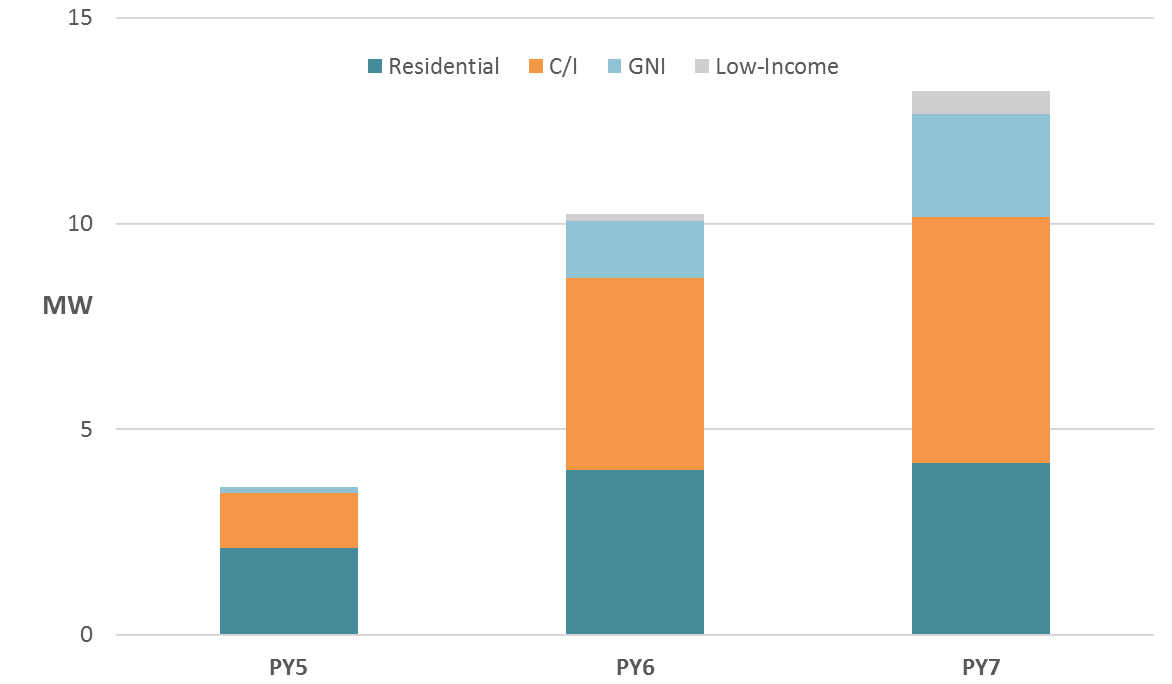 15
Residential C/I GNI Low-Income
10
MW
5
0
PY5 PY6 PY7